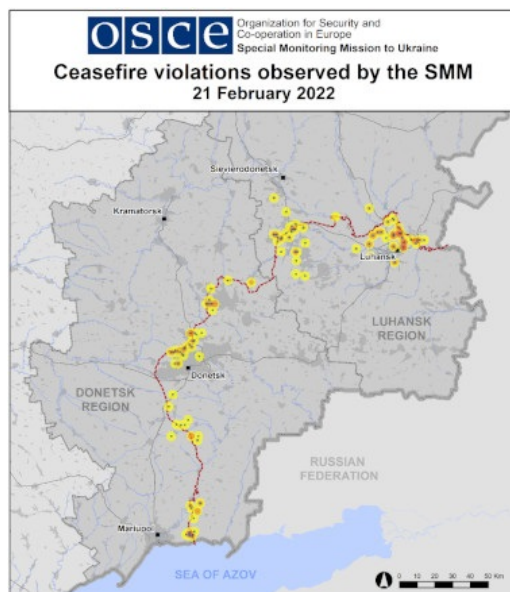 osce
Organization for Security and
Co-operation in Europe
Special Monitoring Mission to Ukraine
Ceasefire violations observed by the SMM
21 February 2022
Sievierodonetsk
Kramatorsk
Luhansk
LUHANSK
REGION
Donetsk
DONETSK
REGION
RUSSIAN
FEDERATION
Mariupol
SEA OF AZOV
0 10 20 30 40 50 Km